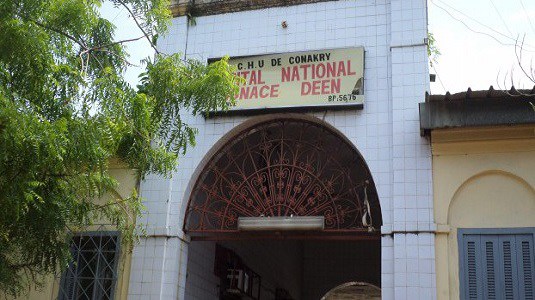 C.H.U DE CONAKRY
ITAL NATIONAL
NACE DEEN